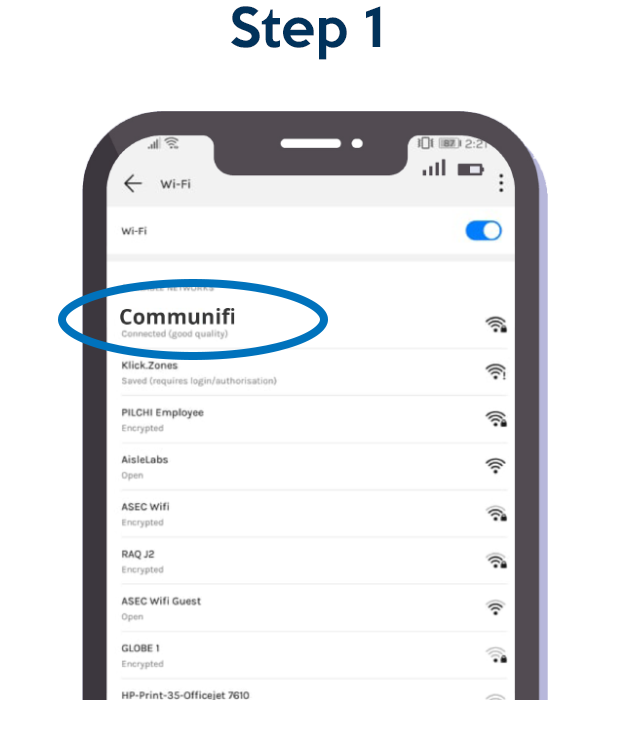 Step 1
87 2:21
Wi-Fi
Wi-Fi
NETWORKS
Communifi
Connected (good quality)
Klick.Zones
Saved (requires login/authorisation)
PILCHI Employee
Encrypted
AisleLabs
Open
ASEC Wifi
Encrypted
RAQ J2
Encrypted
ASEC Wifi Guest
Open
GLOBE 1
Encrypted
HP-Print-35-Officejet 7610